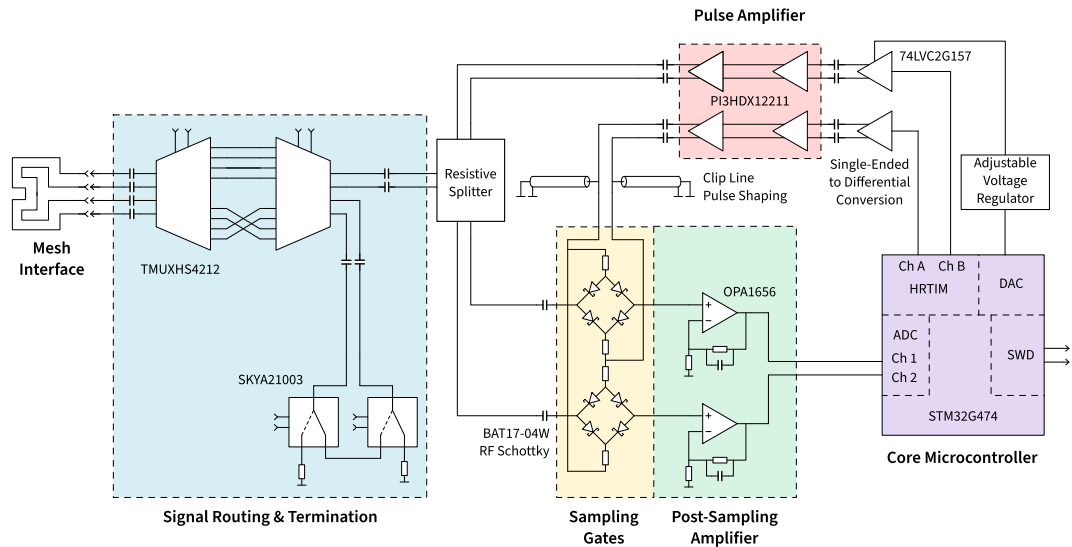 Pulse Amplifier
74LVC2G157
PI3HDX12211
Resistive
Splitter
Clip Line
Pulse Shaping
Single-Ended
to Differential
Conversion
Adjustable
Voltage
Regulator
Mesh
Interface
TMUXHS4212
Ch A Ch B
HRTIM
DAC
OPA1656
ADC
Ch 1
Ch 2
SWD
SKYA21003
STM32G474
BAT17-04W
RF Schottky
Core Microcontroller
Signal Routing & Termination
Sampling
Gates
Post-Sampling
Amplifier